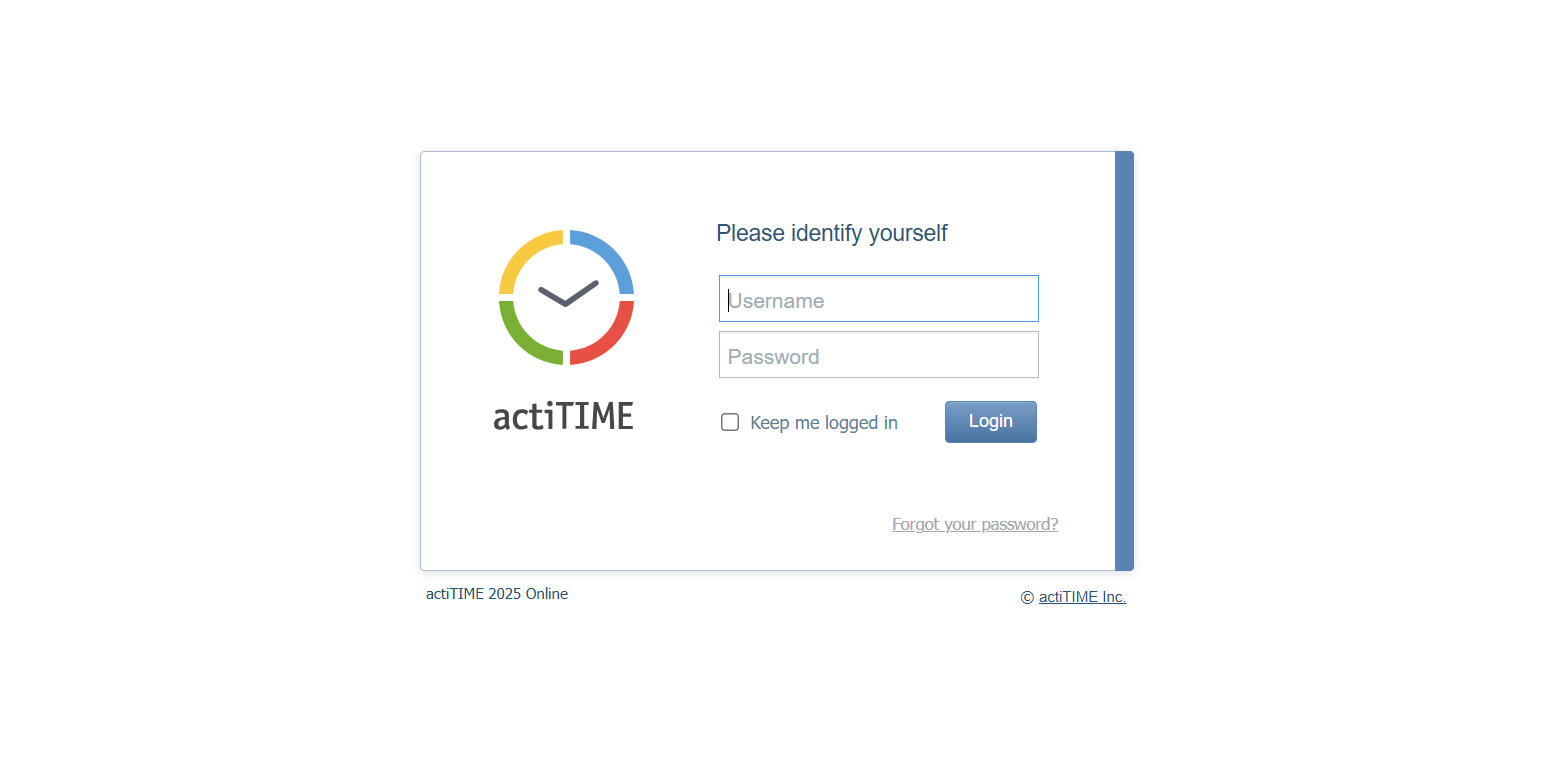 Please identify yourself
Username
Password
Keep me logged in
Login
actiTIME
Forgot your password?
actiTIME 2025 Online
© actiTIME Inc.